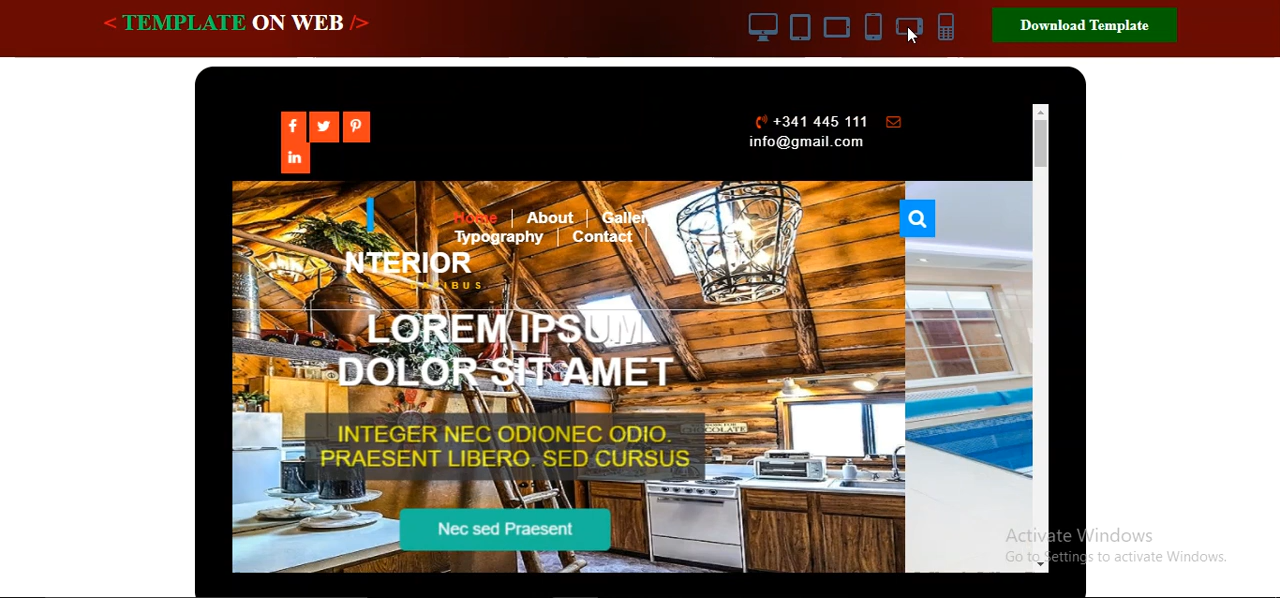 < TEMPLATE ON WEB />
Download Template
+341 445 111
info@gmail.com
Home
About
Typography
Contact
NTERIOR
LOREM IPSUM
DOLOR SIT AMET
INTEGER NEC ODIONEC ODIO.
PRAESENT LIBERO. SED CURSUS
Nec sed Praesent
Activate Windows
Go to Settings to activate Windows.